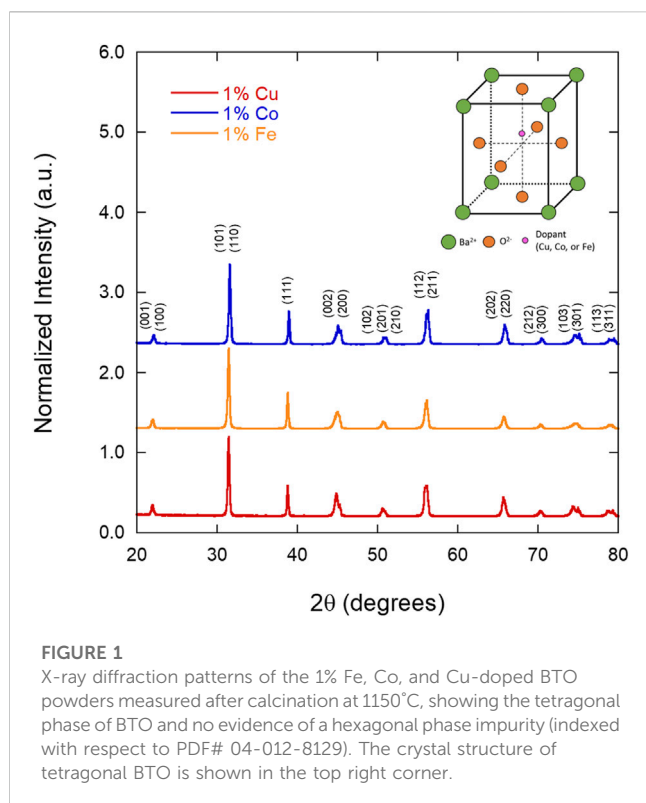 6.0
5.0
4.0
3.0
2.0
1.0
0.0
Normalized Intensity (a.u.)
1% Cu
1% Co
1% Fe
Ba²⁺ O²⁻ Dopant
(Cu, Co, or Fe)
(001)
(100)
(101)
(110)
(111)
(002)
(200)
(102)
(201)
(210)
(112)
(211)
(202)
(220)
(212)
(300)
(103)
(301)
(113)
(311)
20 30 40 50 60 70 80
2θ (degrees)
FIGURE 1
X-ray diffraction patterns of the 1% Fe, Co, and Cu-doped BTO
powders measured after calcination at 1150˚C, showing the tetragonal
phase of BTO and no evidence of a hexagonal phase impurity (indexed
with respect to PDF# 04-012-8129). The crystal structure of
tetragonal BTO is shown in the top right corner.